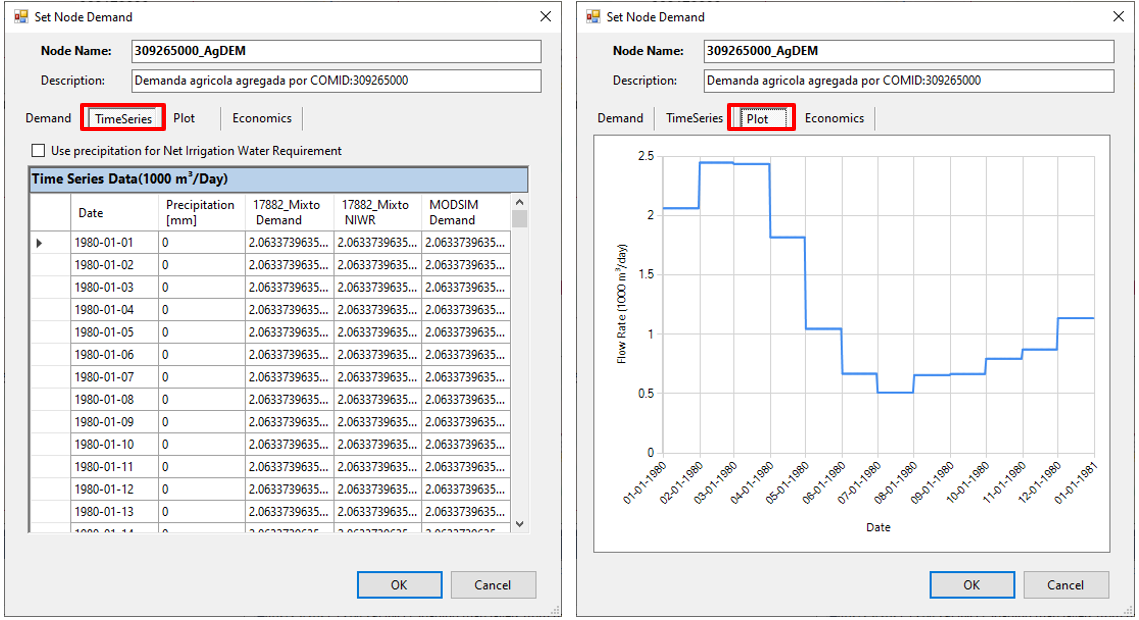 Set Node Demand
Node Name: 309265000_AgDEM
Description: Demanda agricola agregada por COMID:309265000
Demand TimeSeries Plot Economics
Use precipitation for Net Irrigation Water Requirement
Time Series Data(1000 m³/Day)
Date Precipitation [mm] 17882_Mixto Demand 17882_Mixto NIWR MODSIM Demand
1980-01-01 0 2.0633739635... 2.0633739635... 2.0633739635...
1980-01-02 0 2.0633739635... 2.0633739635... 2.0633739635...
1980-01-03 0 2.0633739635... 2.0633739635... 2.0633739635...
1980-01-04 0 2.0633739635... 2.0633739635... 2.0633739635...
1980-01-05 0 2.0633739635... 2.0633739635... 2.0633739635...
1980-01-06 0 2.0633739635... 2.0633739635... 2.0633739635...
1980-01-07 0 2.0633739635... 2.0633739635... 2.0633739635...
1980-01-08 0 2.0633739635... 2.0633739635... 2.0633739635...
1980-01-09 0 2.0633739635... 2.0633739635... 2.0633739635...
1980-01-10 0 2.0633739635... 2.0633739635... 2.0633739635...
1980-01-11 0 2.0633739635... 2.0633739635... 2.0633739635...
1980-01-12 0 2.0633739635... 2.0633739635... 2.0633739635...
1980-01-13 0 2.0633739635... 2.0633739635... 2.0633739635...
OK Cancel
Set Node Demand
Node Name: 309265000_AgDEM
Description: Demanda agricola agregada por COMID:309265000
Demand TimeSeries Plot Economics
Flow Rate (1000 m³/day)
2.5
2
1.5
1
0.5
0
01-01-1980 02-01-1980 03-01-1980 04-01-1980 05-01-1980 06-01-1980 07-01-1980 08-01-1980 09-01-1980 10-01-1980 11-01-1980 12-01-1980 01-01-1981
Date
OK Cancel